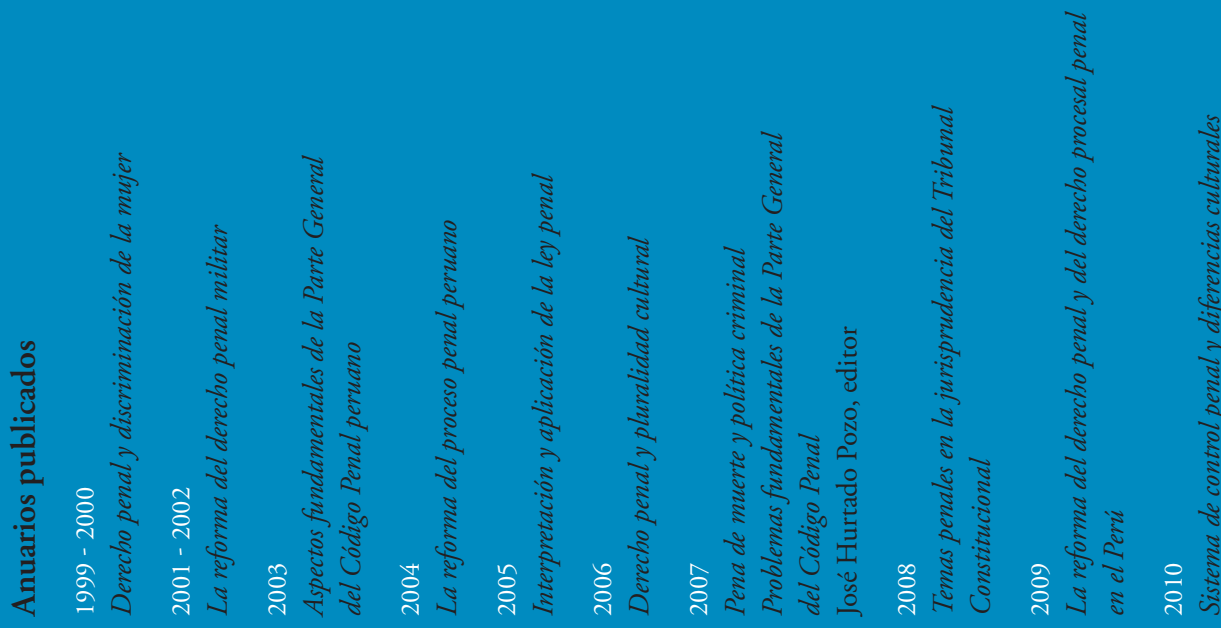 Anuarios publicados
1999 - 2000
Derecho penal y discriminación de la mujer
2001 - 2002
La reforma del derecho penal militar
2003
Aspectos fundamentales de la Parte General
del Código Penal peruano
2004
La reforma del proceso penal peruano
2005
Interpretación y aplicación de la ley penal
2006
Derecho penal y pluralidad cultural
2007
Pena de muerte y política criminal
Problemas fundamentales de la Parte General
del Código Penal
José Hurtado Pozo, editor
2008
Temas penales en la jurisprudencia del Tribunal
Constitucional
2009
La reforma del derecho penal y del derecho procesal penal
en el Perú
2010
Sistema de control penal y diferencias culturales